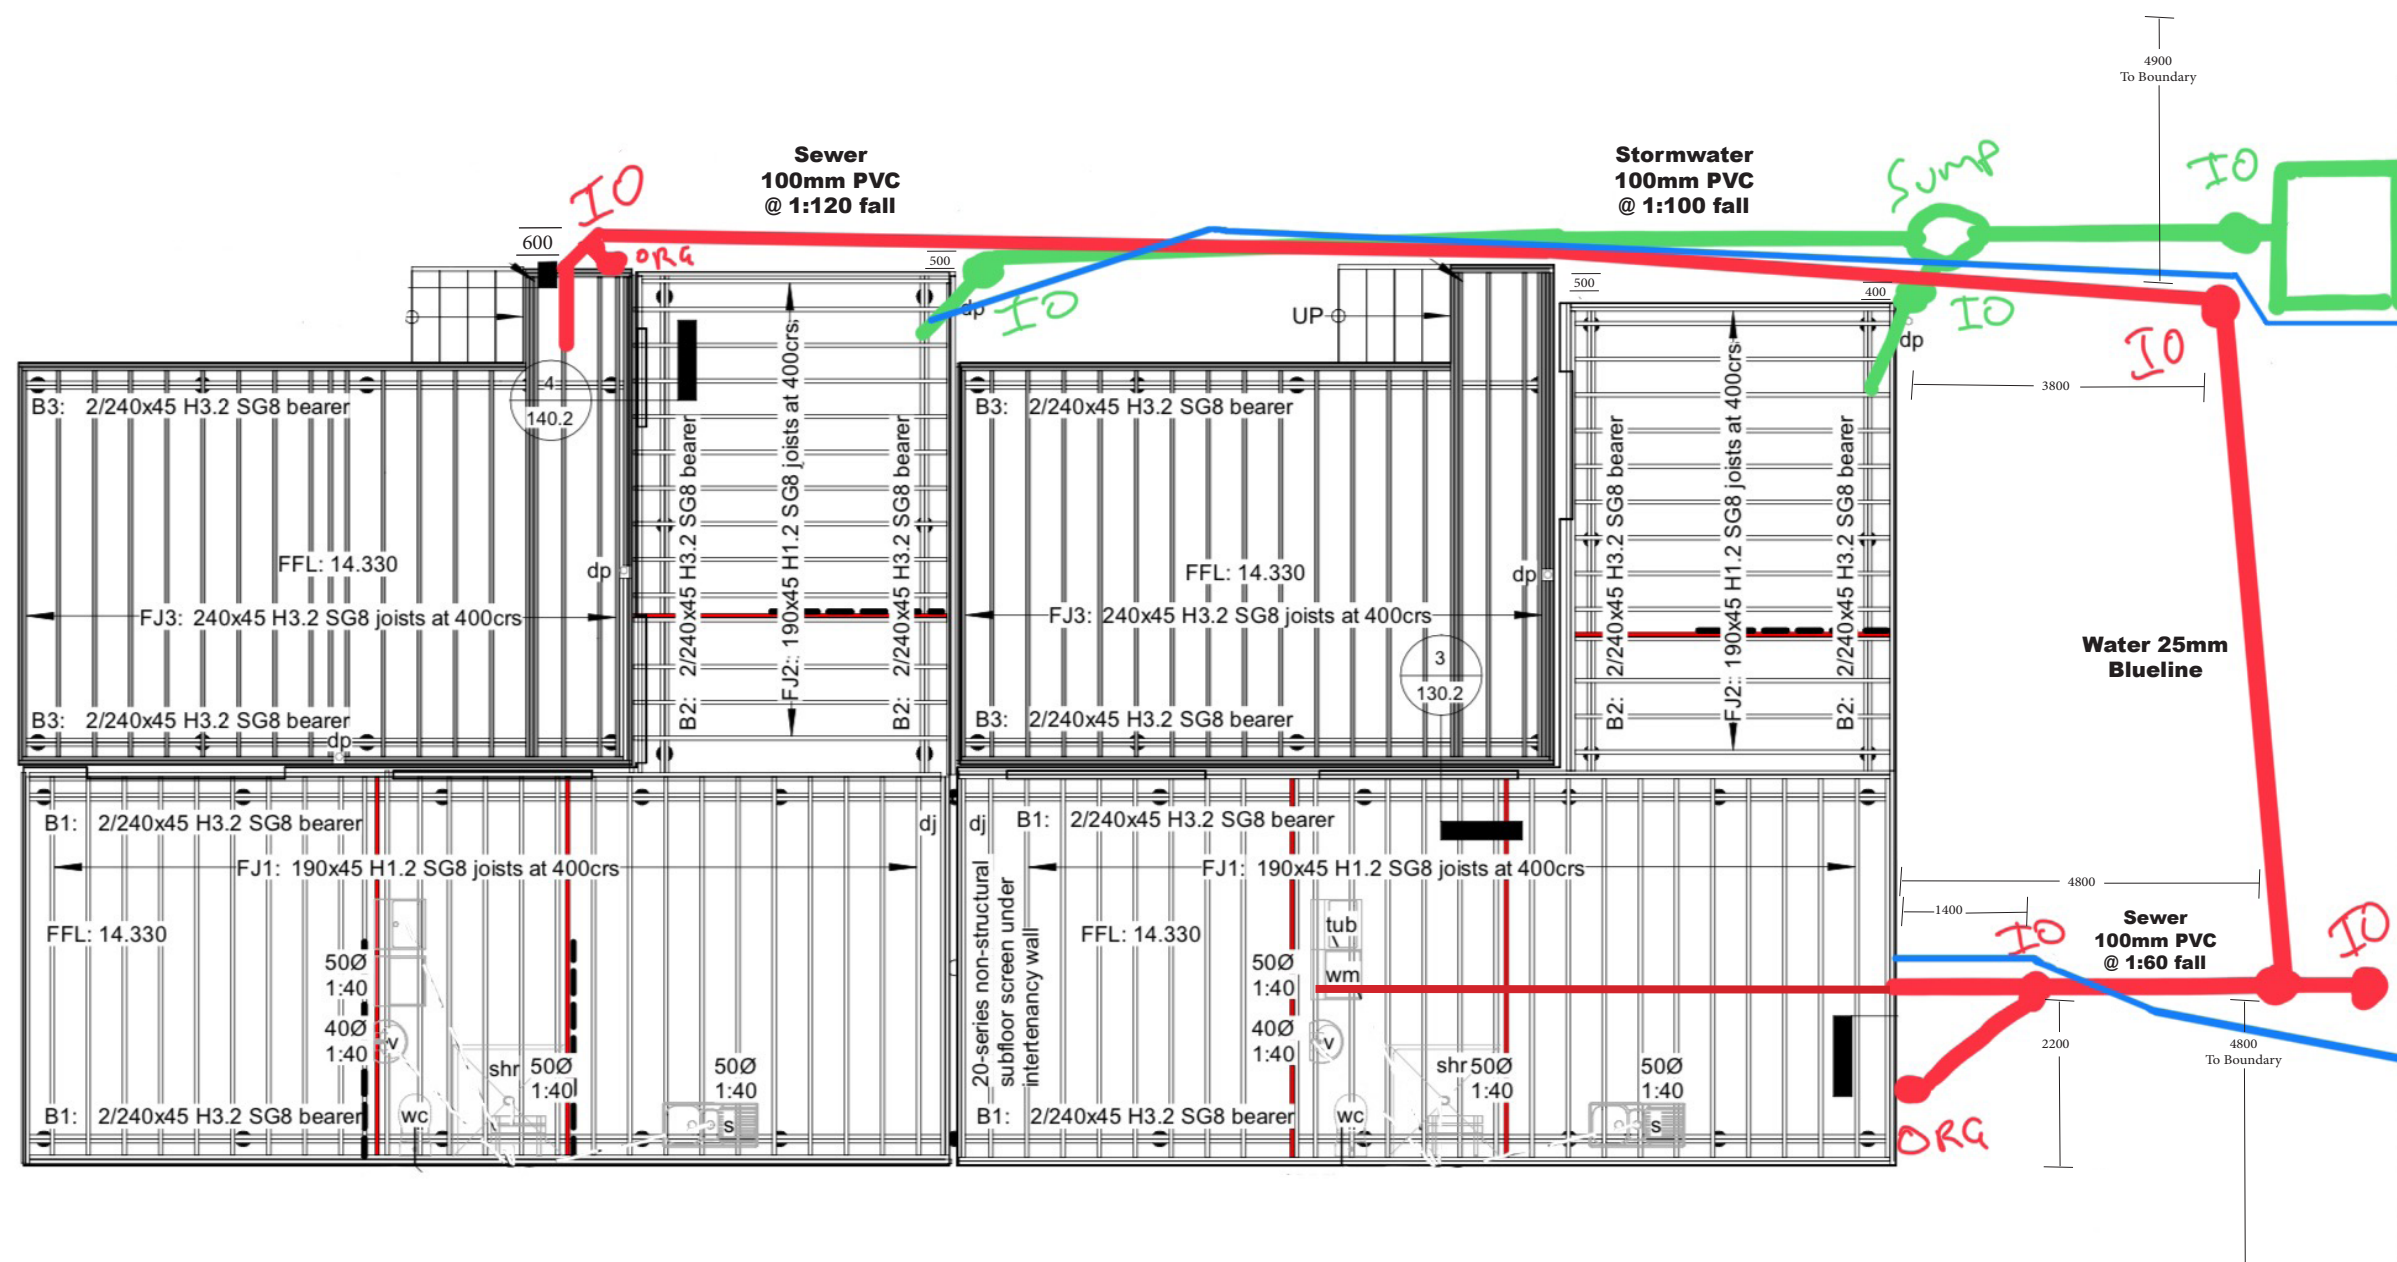 4900
To Boundary
Sewer
100mm PVC
@ 1:120 fall
Stormwater
100mm PVC
@ 1:100 fall
Sump
IO
IO
600
ORG
500
IO
dp
UP
500
400
IO
dp
IO
3800
4
140.2
B3: 2/240x45 H3.2 SG8 bearer
B3: 2/240x45 H3.2 SG8 bearer
FFL: 14.330
dp
FJ3: 240x45 H3.2 SG8 joists at 400crs
B3: 2/240x45 H3.2 SG8 bearer
dp
B2: 2/240x45 H3.2 SG8 bearer
FJ2:: 190x45 H1.2 SG8 joists at 400crs
B2: 2/240x45 H3.2 SG8 bearer
FFL: 14.330
dp
FJ3: 240x45 H3.2 SG8 joists at 400crs
3
130.2
B3: 2/240x45 H3.2 SG8 bearer
B2: 2/240x45 H3.2 SG8 bearer
FJ2:: 190x45 H1.2 SG8 joists at 400crs
B2: 2/240x45 H3.2 SG8 bearer
Water 25mm
Blueline
B1: 2/240x45 H3.2 SG8 bearer
dj
dj
B1: 2/240x45 H3.2 SG8 bearer
FJ1: 190x45 H1.2 SG8 joists at 400crs
FJ1: 190x45 H1.2 SG8 joists at 400crs
4800
1400
FFL: 14.330
50Ø
1:40
40Ø
1:40
v
shr
50Ø
1:40
50Ø
1:40
B1: 2/240x45 H3.2 SG8 bearer
wc
s
20-series non-structural
subfloor screen under
intertenancy wall
FFL: 14.330
tub
wm
50Ø
1:40
40Ø
1:40
v
shr
50Ø
1:40
50Ø
1:40
B1: 2/240x45 H3.2 SG8 bearer
wc
s
IO
Sewer
100mm PVC
@ 1:60 fall
IO
2200
4800
To Boundary
ORG